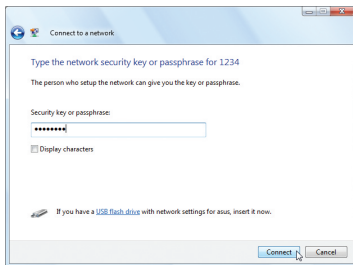 Connect to a network
Type the network security key or passphrase for 1234
The person who setup the network can give you the key or passphrase.
Security key or passphrase:
••••••••
Display characters
If you have a USB flash drive with network settings for asus, insert it now.
Connect Cancel